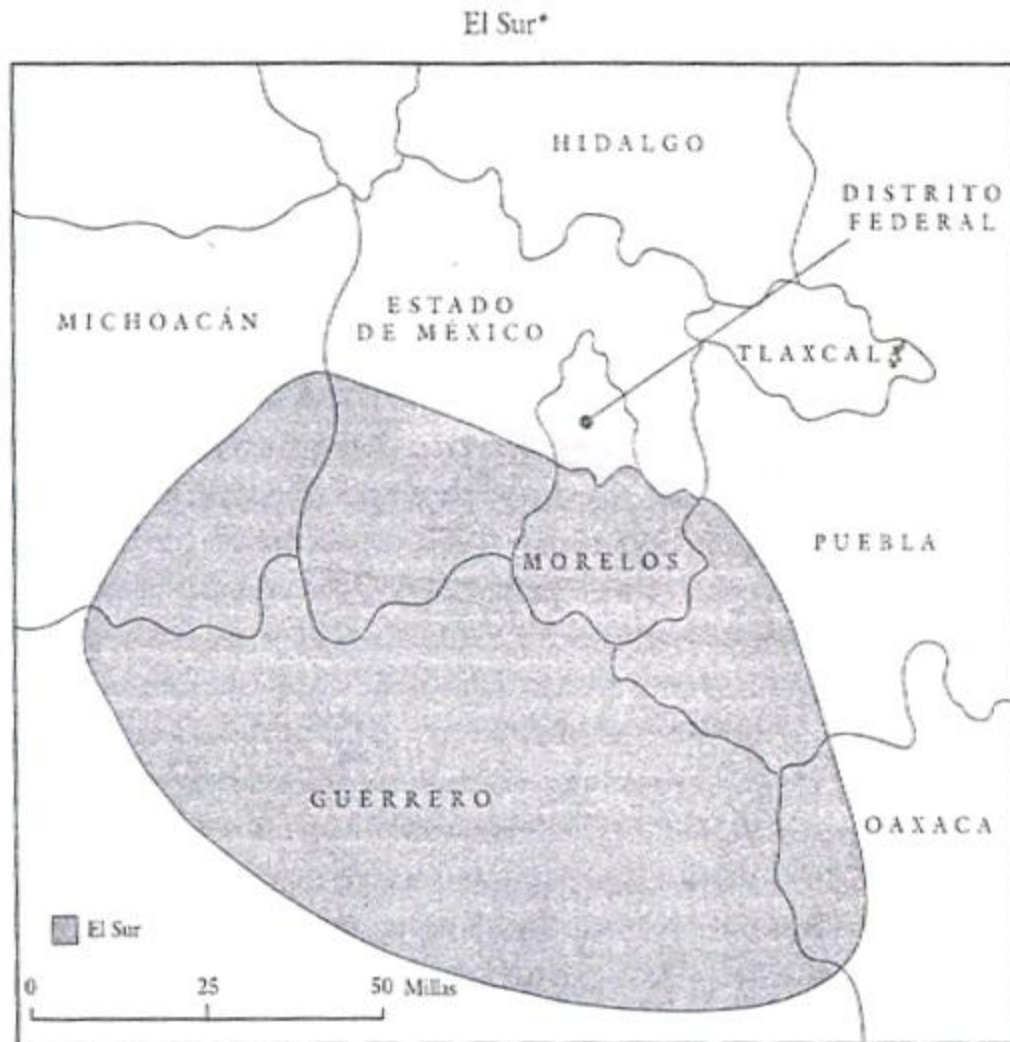 El Sur*
HIDALGO
DISTRITO
FEDERAL
ESTADO
DE MÉXICO
MICHOACÁN
TLAXCAL
PUEBLA
MORELOS
GUERRERO
OAXACA
El Sur
0 25 50 Millas